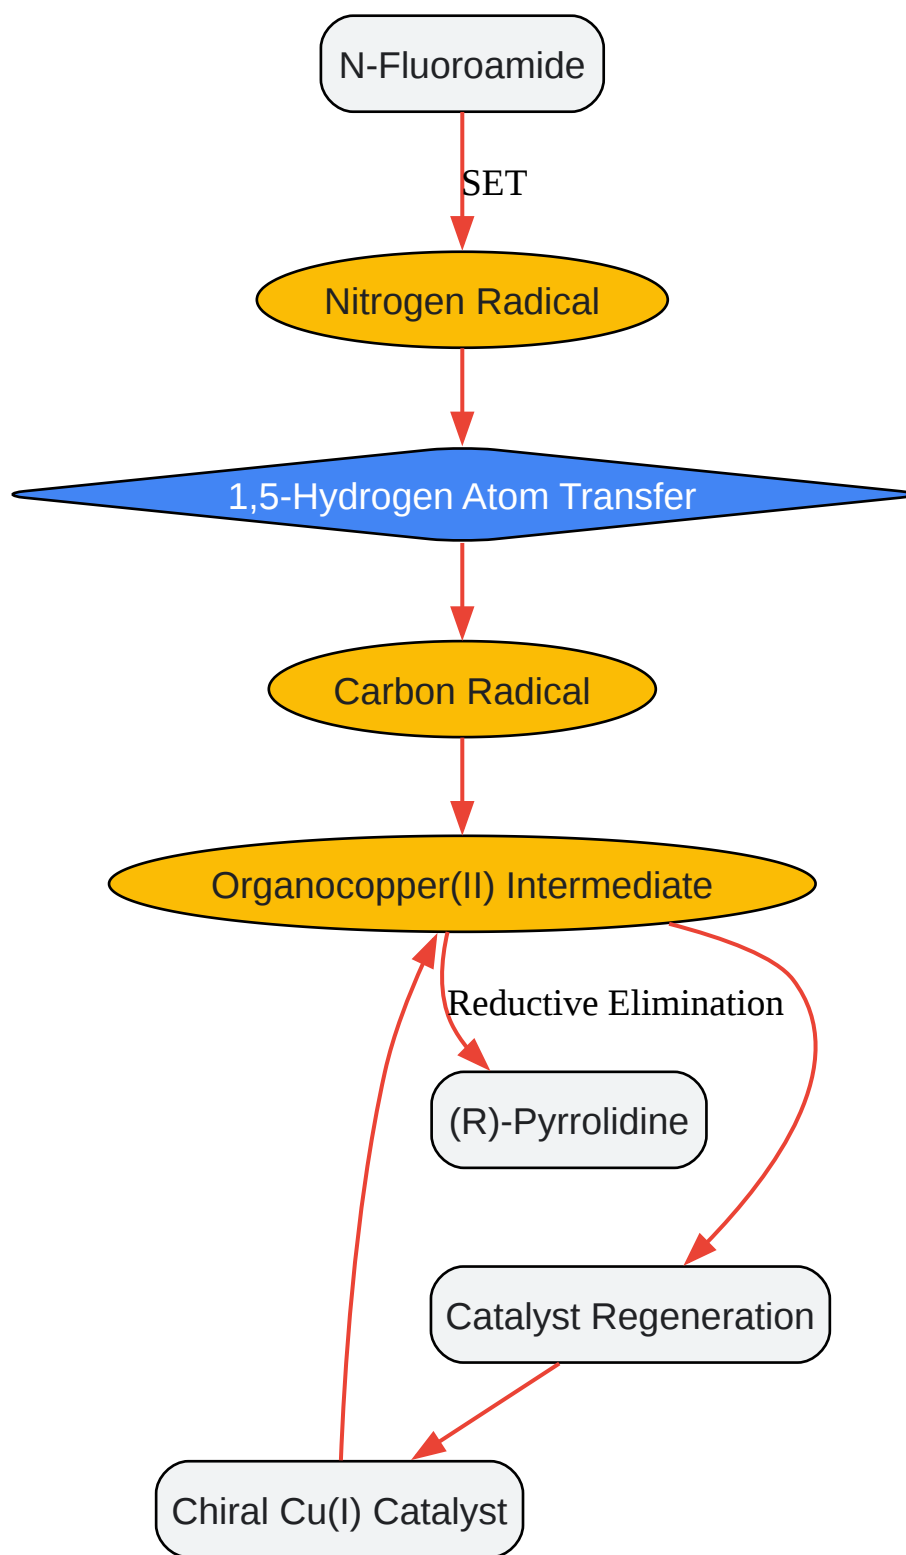 N-Fluoroamide
SET
Nitrogen Radical
1,5-Hydrogen Atom Transfer
Carbon Radical
Organocopper(II) Intermediate
Reductive Elimination
(R)-Pyrrolidine
Catalyst Regeneration
Chiral Cu(I) Catalyst